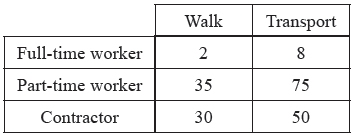 Walk Transport
Full-time worker 2 8
Part-time worker 35 75
Contractor 30 50